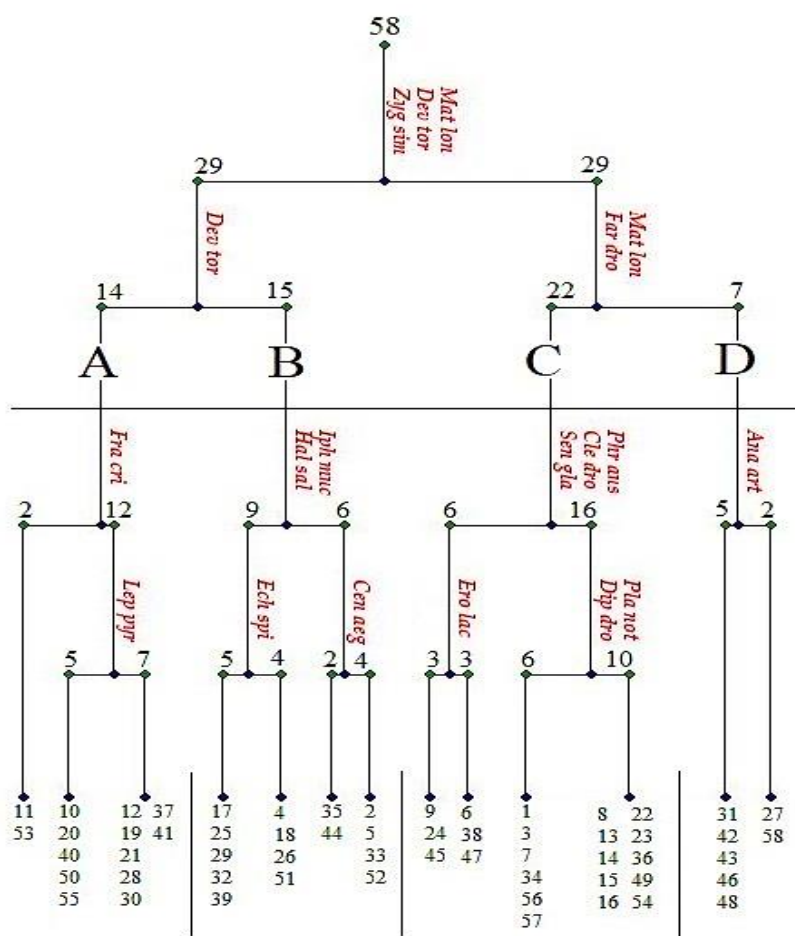 58
Mat lon
Dev tor
Zyg sim
29 29
Dev tor
Mat lon
Far dro
14 15 22 7
A B C D
Fra cri
Iph muc
Hal sal
Phr aus
Cle dro
Sen gla
Ana art
2 12 9 6 6 16 5 2
Lep pyr
Ech spi
Cen aeg
Ero lac
Pla not
Dip dro
5 7 5 4 2 4 3 3 6 10
11 10 12 37 17 4 35 2 9 6 1 8 22 31 27
53 20 19 41 25 18 44 5 24 38 3 13 23 42 58
40 21 29 26 33 45 47 7 14 36 43
50 28 32 51 52 34 15 49 46
55 30 39 56 16 54 48
57